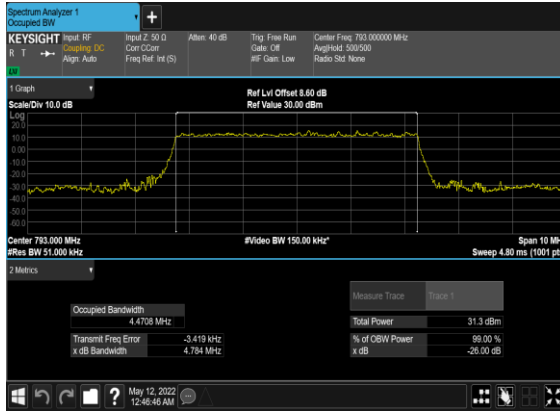 Spectrum Analyzer 1
Occupied BW
+
KEYSIGHT Input: RF Input Z: 50 Ω Atten: 40 dB Trig: Free Run Center Freq: 793.000000 MHz
R T Coupling: DC Corr CCorr Gate: Off Avg|Hold: 500/500
Align: Auto Freq Ref: Int (S) #IF Gain: Low Radio Std: None
LV
1 Graph
Ref Lvl Offset 8.60 dB
Scale/Div 10.0 dB Ref Value 30.00 dBm
Log
20.0
10.0
0.00
-10.0
-20.0
-30.0
-40.0
-50.0
-60.0
Center 793.000 MHz #Video BW 150.00 kHz* Span 10 MH
#Res BW 51.000 kHz Sweep 4.80 ms (1001 pt
2 Metrics
Measure Trace Trace 1
Occupied Bandwidth
4.4708 MHz Total Power 31.3 dBm
Transmit Freq Error -3.419 kHz % of OBW Power 99.00 %
x dB Bandwidth 4.784 MHz x dB -26.00 dB
? May 12, 2022
12:46:46 AM